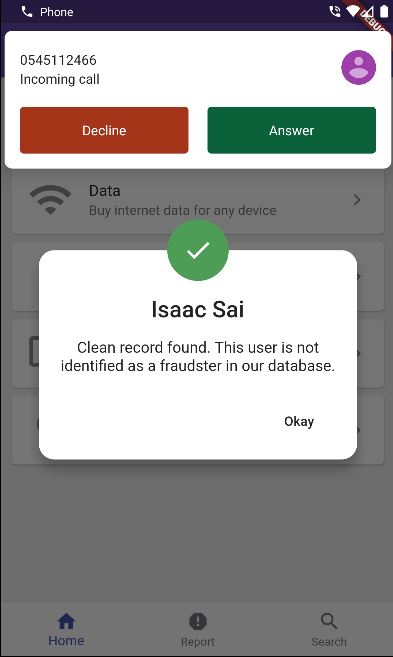 Phone
DEBUG
0545112466
Incoming call
Decline
Answer
Data
Buy internet data for any device
Isaac Sai
Clean record found. This user is not
identified as a fraudster in our database.
Okay
Home
Report
Search